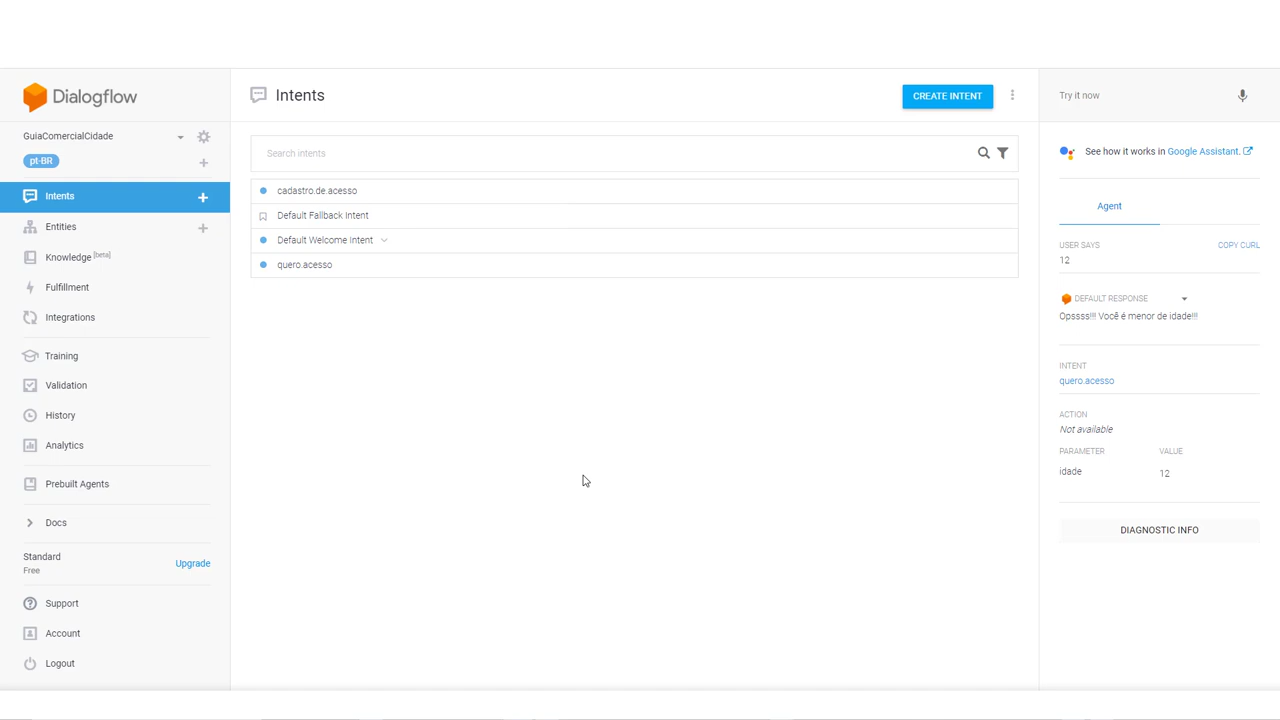 Dialogflow
GuiaComercialCidade
pt-BR
Intents
Entities
Knowledge [beta]
Fulfillment
Integrations
Training
Validation
History
Analytics
Prebuilt Agents
Docs
Standard
Free
Upgrade
Support
Account
Logout
Intents
CREATE INTENT
Search intents
cadastro.de.acesso
Default Fallback Intent
Default Welcome Intent
quero.acesso
Try it now
See how it works in Google Assistant.
Agent
USER SAYS COPY CURL
12
DEFAULT RESPONSE
Opssss!!! Você é menor de idade!!!
INTENT
quero.acesso
ACTION
Not available
PARAMETER VALUE
idade 12
DIAGNOSTIC INFO